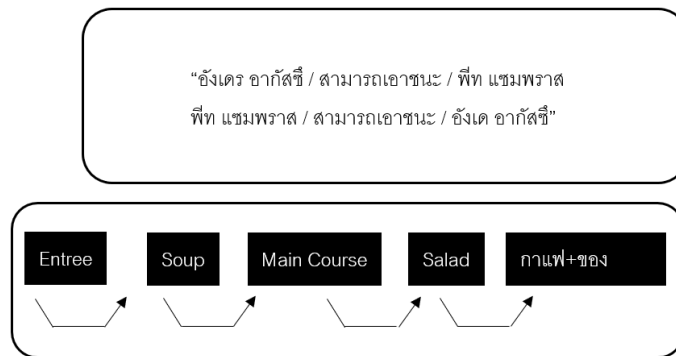 “อังเดร อากัสซี่ / สามารถเอาชนะ / พีท แซมพราส
พีท แซมพราส / สามารถเอาชนะ / อังเด อากัสซี่”
Entree Soup Main Course Salad กาแฟ+ของ